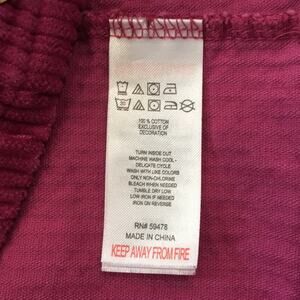 30
100 % COTTON
EXCLUSIVE OF
DECORATION
TURN INSIDE OUT
MACHINE WASH COOL -
DELICATE CYCLE
WASH WITH LIKE COLORS
ONLY NON-CHLORINE
BLEACH WHEN NEEDED
TUMBLE DRY LOW
LOW IRON IF NEEDED
IRON ON REVERSE
RN# 59478
MADE IN CHINA
KEEP AWAY FROM FIRE